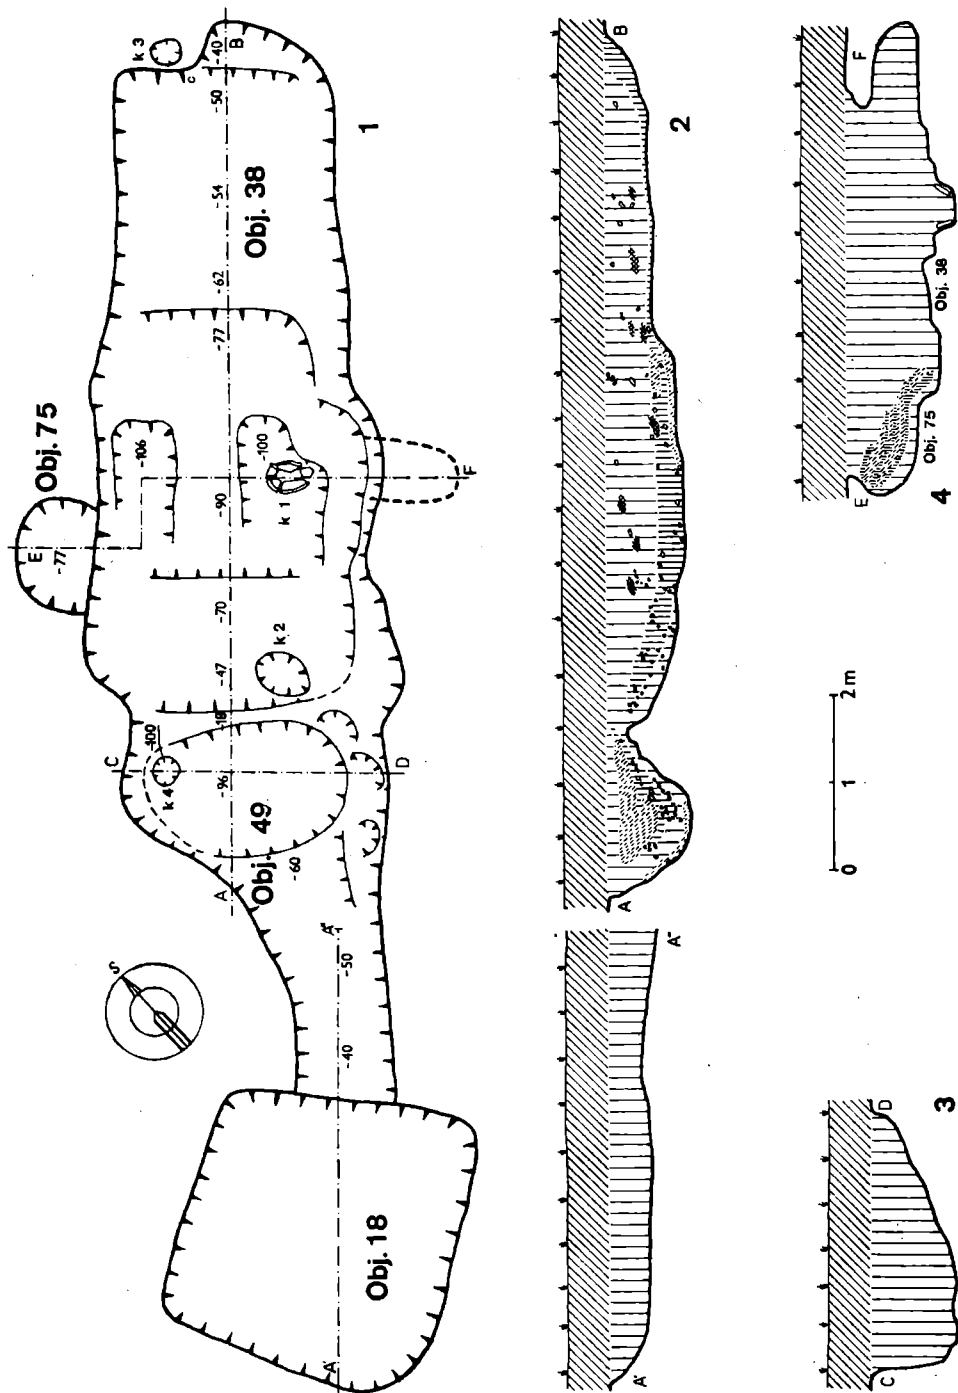 k 3
B
-40
c
-50
1
-54
Obj. 38
-62
-77
Obj. 75
-106
-100
E
-77
k 1
-90
F
-70
k 2
-47
-18
C
-100
k 4
-96
D
Obj. 49
-60
A
A"
-50
S
-40
Obj. 18
A'
B
2
A
A"
A'
0
1
2 m
F
Obj. 38
Obj. 75
E
4
D
3
C